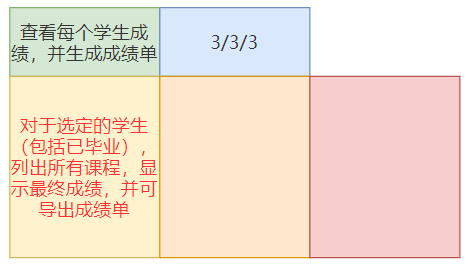 查看每个学生成
绩，并生成成绩单
3/3/3
对于选定的学生
（包括已毕业），
列出所有课程，显
示最终成绩，并可
导出成绩单